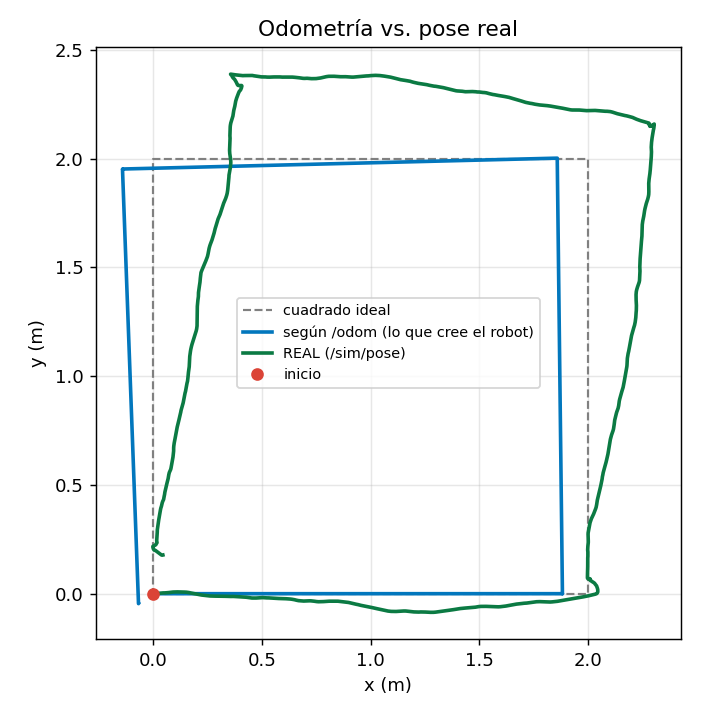 Odometría vs. pose real
2.5
2.0
1.5
1.0
0.5
0.0
y (m)
cuadrado ideal
según /odom (lo que cree el robot)
REAL (/sim/pose)
inicio
0.0 0.5 1.0 1.5 2.0
x (m)